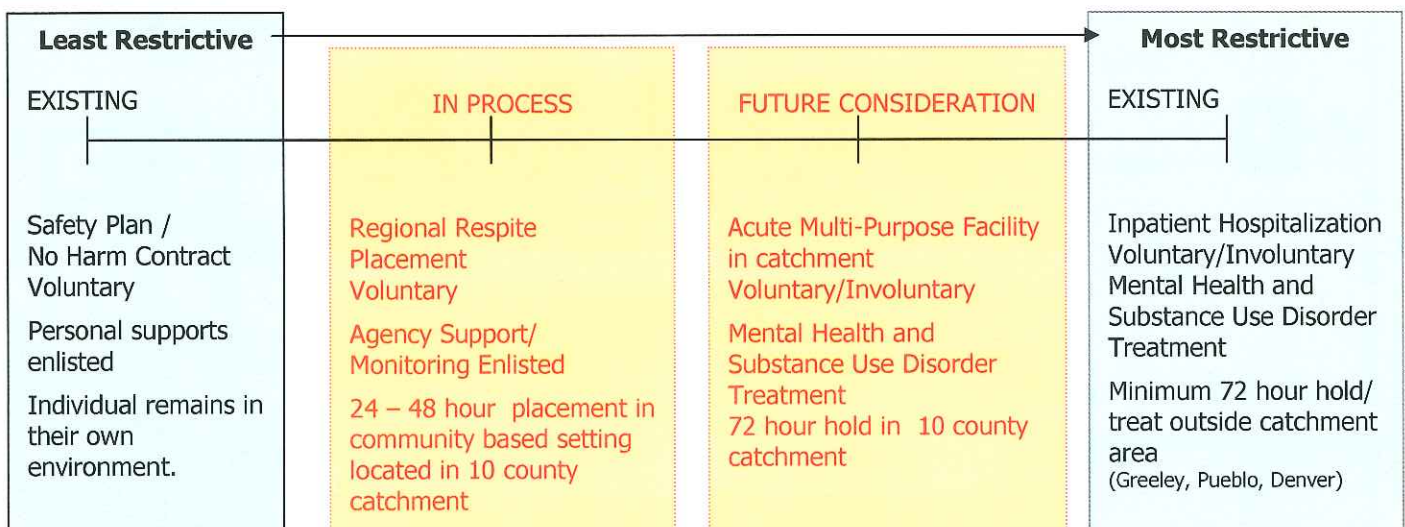 Least Restrictive
EXISTING
Safety Plan /
No Harm Contract
Voluntary
Personal supports
enlisted
Individual remains in
their own
environment.
IN PROCESS
Regional Respite
Placement
Voluntary
Agency Support/
Monitoring Enlisted
24 – 48 hour placement in
community based setting
located in 10 county
catchment
FUTURE CONSIDERATION
Acute Multi-Purpose Facility
in catchment
Voluntary/Involuntary
Mental Health and
Substance Use Disorder
Treatment
72 hour hold in 10 county
catchment
Most Restrictive
EXISTING
Inpatient Hospitalization
Voluntary/Involuntary
Mental Health and
Substance Use Disorder
Treatment
Minimum 72 hour hold/
treat outside catchment
area
(Greeley, Pueblo, Denver)